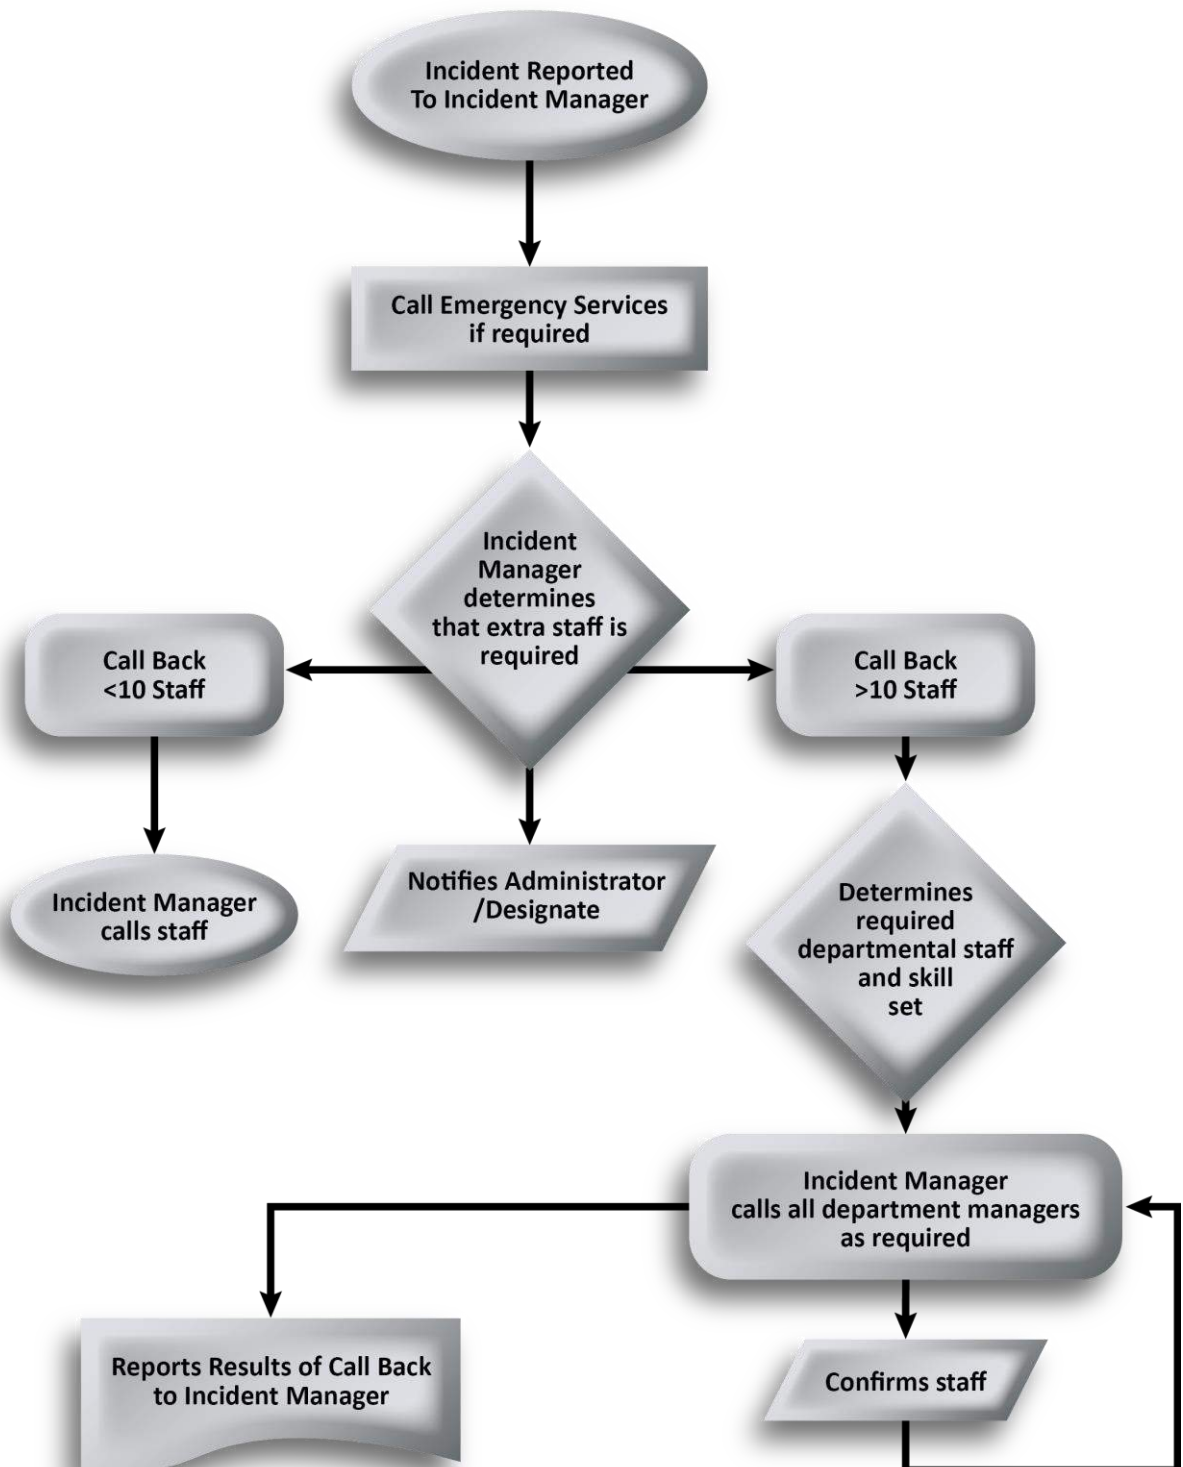 Incident Reported
To Incident Manager
Call Emergency Services
if required
Incident
Manager
determines
that extra staff is
required
Call Back
<10 Staff
Call Back
>10 Staff
Incident Manager
calls staff
Notifies Administrator
/Designate
Determines
required
departmental staff
and skill
set
Incident Manager
calls all department managers
as required
Reports Results of Call Back
to Incident Manager
Confirms staff